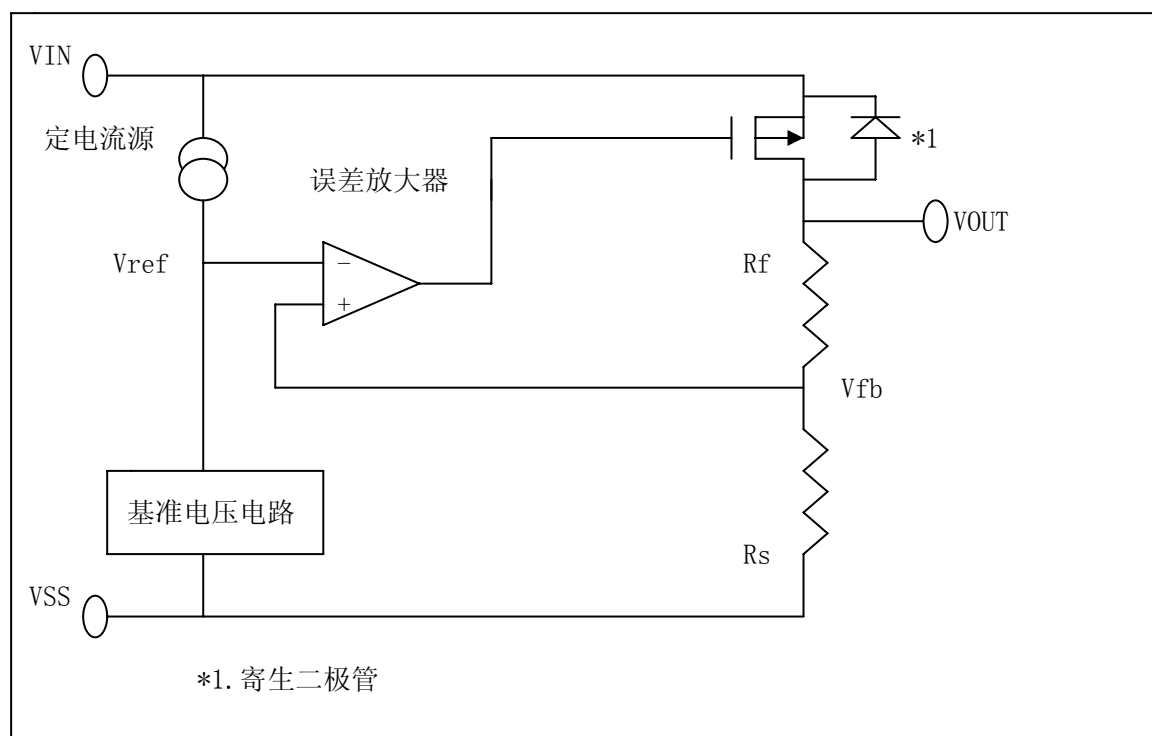 VIN
定电流源
*1
误差放大器
VOUT
Vref
Rf
−
+
Vfb
基准电压电路
Rs
VSS
*1.寄生二极管